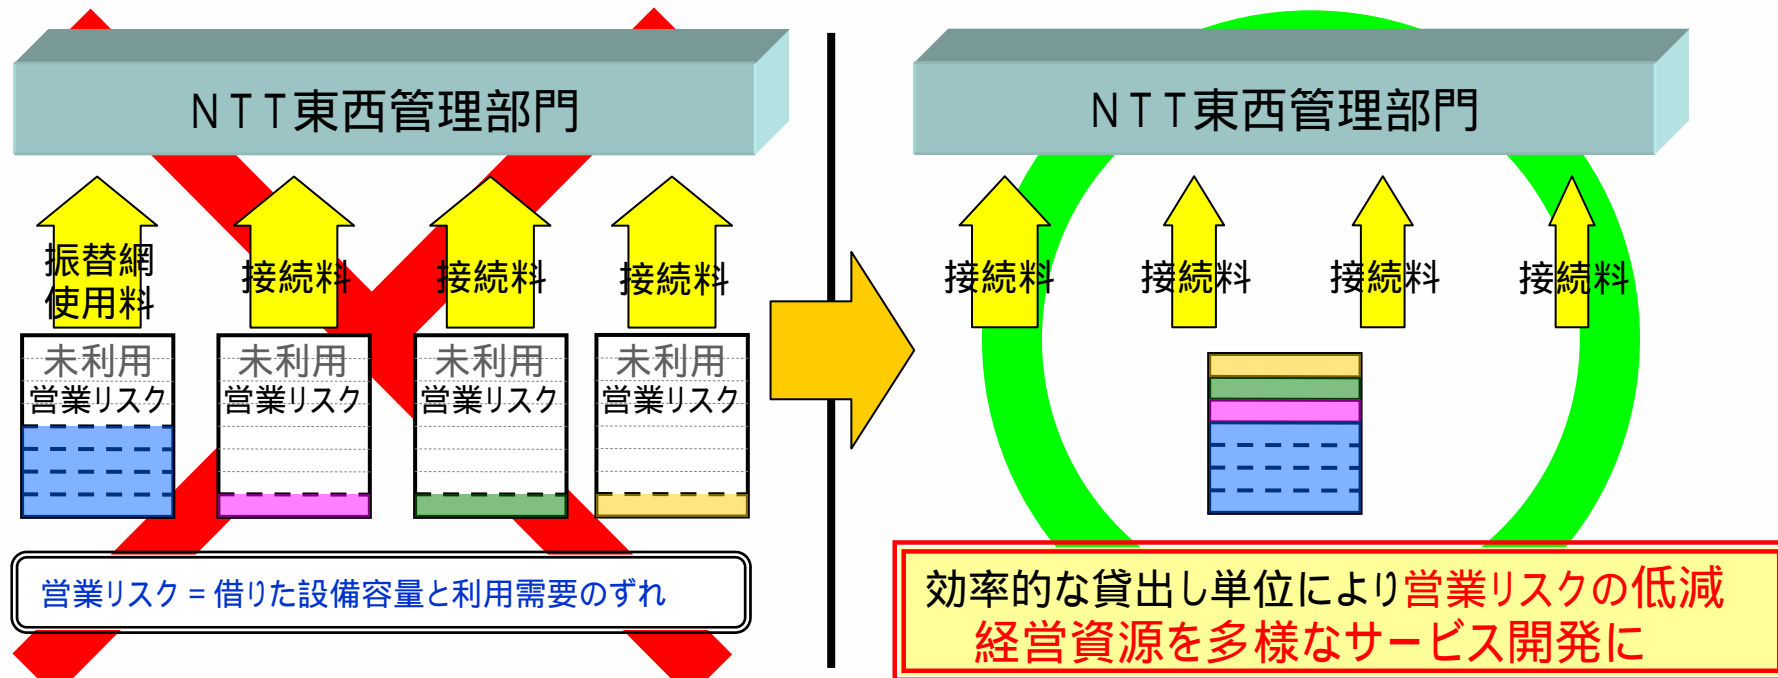 NTT東西管理部門
振替網
使用料
接続料
接続料
接続料
未利用
営業リスク
未利用
営業リスク
未利用
営業リスク
未利用
営業リスク
営業リスク=借りた設備容量と利用需要のずれ
NTT東西管理部門
接続料
接続料
接続料
接続料
効率的な貸出し単位により営業リスクの低減
経営資源を多様なサービス開発に